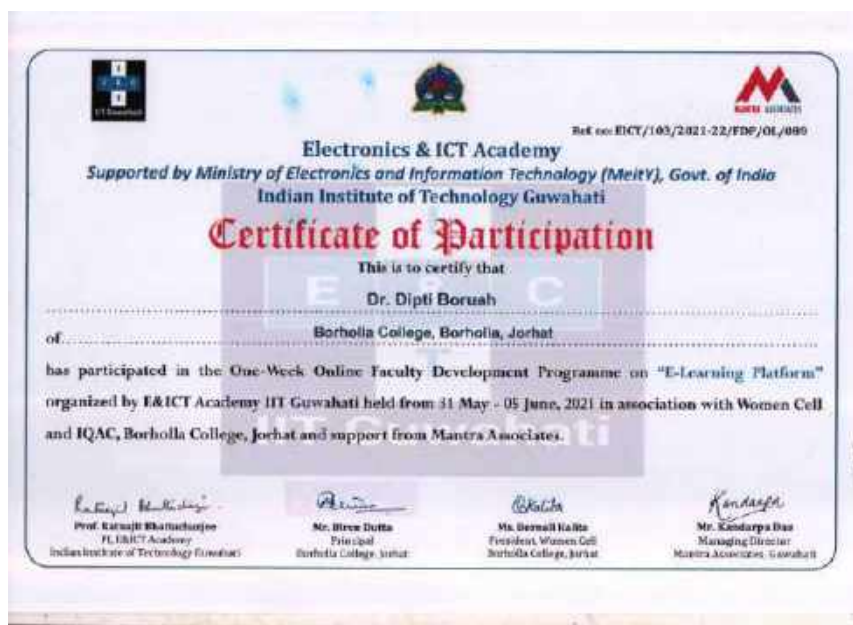 IIT Guwahati
MANTRA ASSOCIATES
Ref no: EICT/103/2021-22/FDP/OL/089
Electronics & ICT Academy
Supported by Ministry of Electronics and Information Technology (MeitY), Govt. of India
Indian Institute of Technology Guwahati
Certificate of Participation
This is to certify that
Dr. Dipti Boruah
of Borholla College, Borholla, Jorhat
has participated in the One-Week Online Faculty Development Programme on "E-Learning Platform"
organized by E&ICT Academy IIT Guwahati held from 31 May - 05 June, 2021 in association with Women Cell
and IQAC, Borholla College, Jorhat and support from Mantra Associates.
Prof. Ratnajit Bhattacharjee
PI, E&ICT Academy
Indian Institute of Technology Guwahati
Mr. Biren Dutta
Principal
Borholla College, Jorhat
Ms. Kalita
President, Women Cell
Borholla College, Jorhat
Mr. Kandarpa Das
Managing Director
Mantra Associates, Guwahati